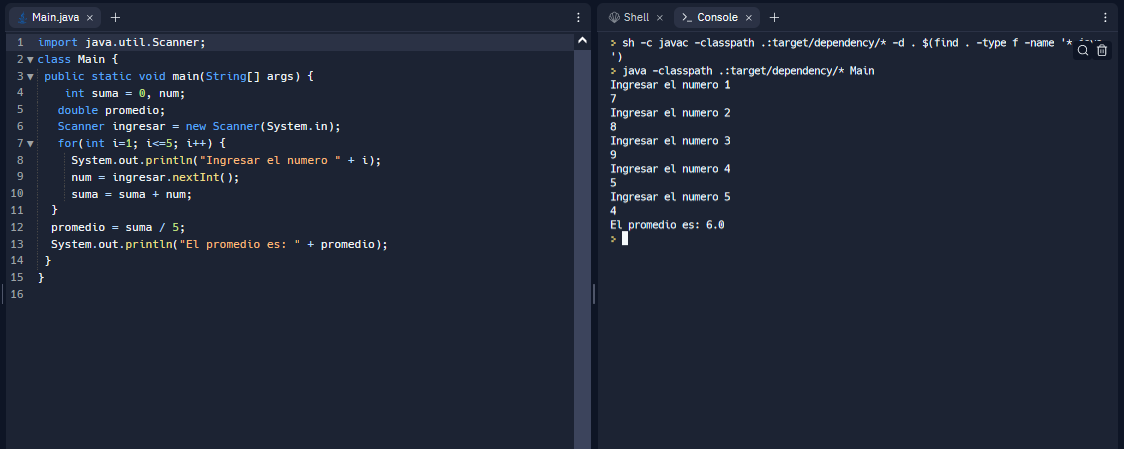 Main.java
import java.util.Scanner;
class Main {
public static void main(String[] args) {
int suma = 0, num;
double promedio;
Scanner ingresar = new Scanner(System.in);
for(int i=1; i<=5; i++) {
System.out.println("Ingresar el numero " + i);
num = ingresar.nextInt();
suma = suma + num;
}
promedio = suma / 5;
System.out.println("El promedio es: " + promedio);
}
}
1
2
3
4
5
6
7
8
9
10
11
12
13
14
15
16
Shell
Console
> sh -c javac -classpath .:target/dependency/* -d . $(find . -type f -name '*.java
')
> java -classpath .:target/dependency/* Main
Ingresar el numero 1
7
Ingresar el numero 2
8
Ingresar el numero 3
9
Ingresar el numero 4
5
Ingresar el numero 5
4
El promedio es: 6.0
>